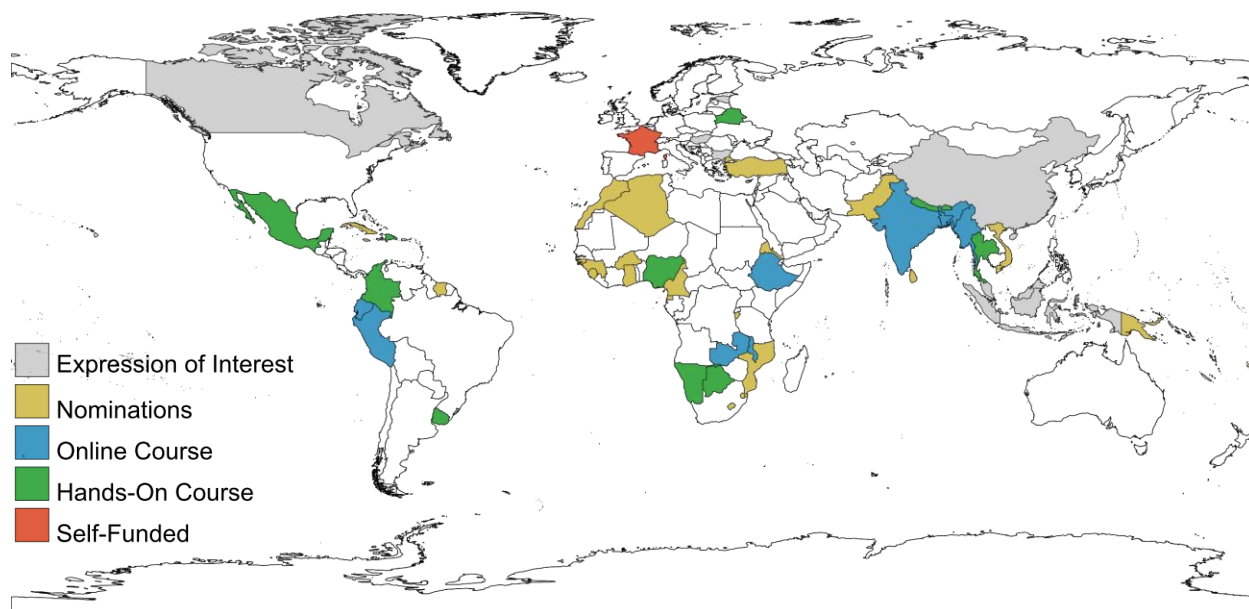 Expression of Interest
Nominations
Online Course
Hands-On Course
Self-Funded